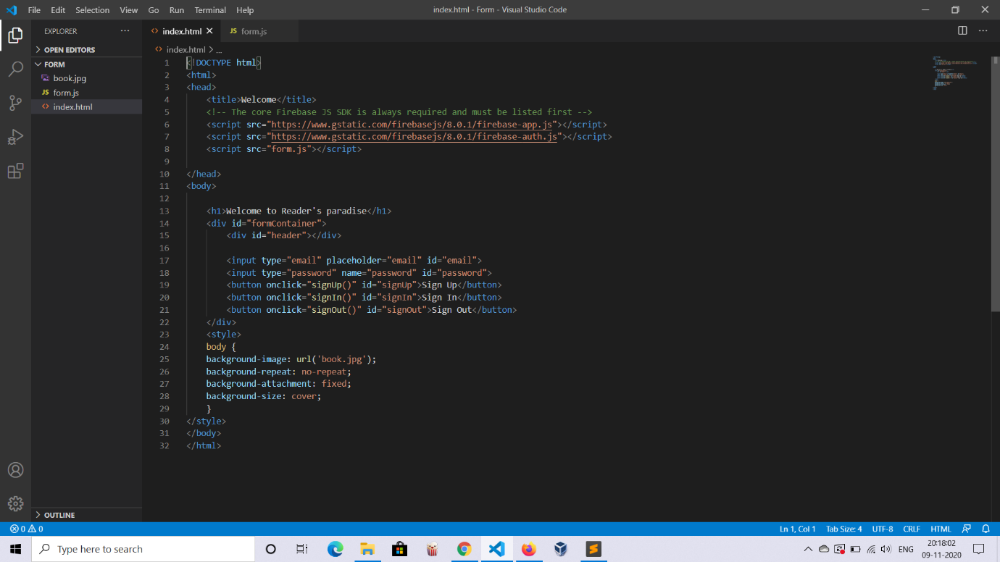 File Edit Selection View Go Run Terminal Help index.html - Form - Visual Studio Code
EXPLORER
OPEN EDITORS
FORM
book.jpg
JS form.js
index.html
OUTLINE
index.html JS form.js
index.html > ...
1 <!DOCTYPE html>
2 <html>
3 <head>
4 <title>Welcome</title>
5 <!-- The core Firebase JS SDK is always required and must be listed first -->
6 <script src="https://www.gstatic.com/firebasejs/8.0.1/firebase-app.js"></script>
7 <script src="https://www.gstatic.com/firebasejs/8.0.1/firebase-auth.js"></script>
8 <script src="form.js"></script>
9
10 </head>
11 <body>
12
13 <h1>Welcome to Reader's paradise</h1>
14 <div id="formContainer">
15 <div id="header"></div>
16
17 <input type="email" placeholder="email" id="email">
18 <input type="password" name="password" id="password">
19 <button onclick="signUp()" id="signUp">Sign Up</button>
20 <button onclick="signIn()" id="signIn">Sign In</button>
21 <button onclick="signOut()" id="signOut">Sign Out</button>
22 </div>
23 <style>
24 body {
25 background-image: url('book.jpg');
26 background-repeat: no-repeat;
27 background-attachment: fixed;
28 background-size: cover;
29 }
30 </style>
31 </body>
32 </html>
0 0 Ln 1, Col 1 Tab Size: 4 UTF-8 CRLF HTML
Type here to search
ENG
20:18:02
09-11-2020